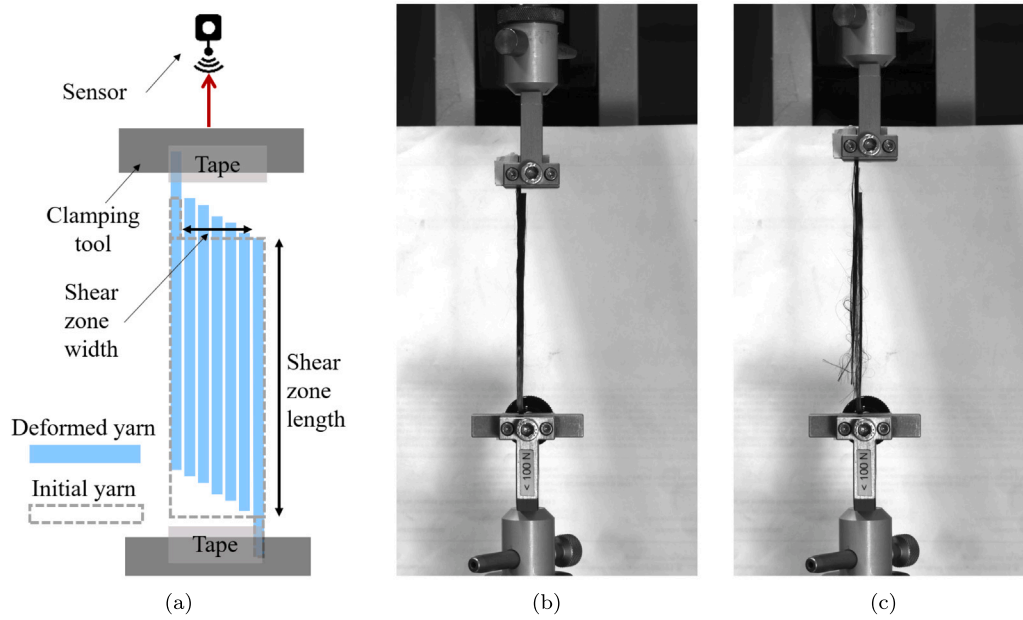 Sensor
Tape
Clamping
tool
Shear
zone
width
Shear
zone
length
Deformed yarn
Initial yarn
Tape
< 100 N
< 100 N
(a)
(b)
(c)